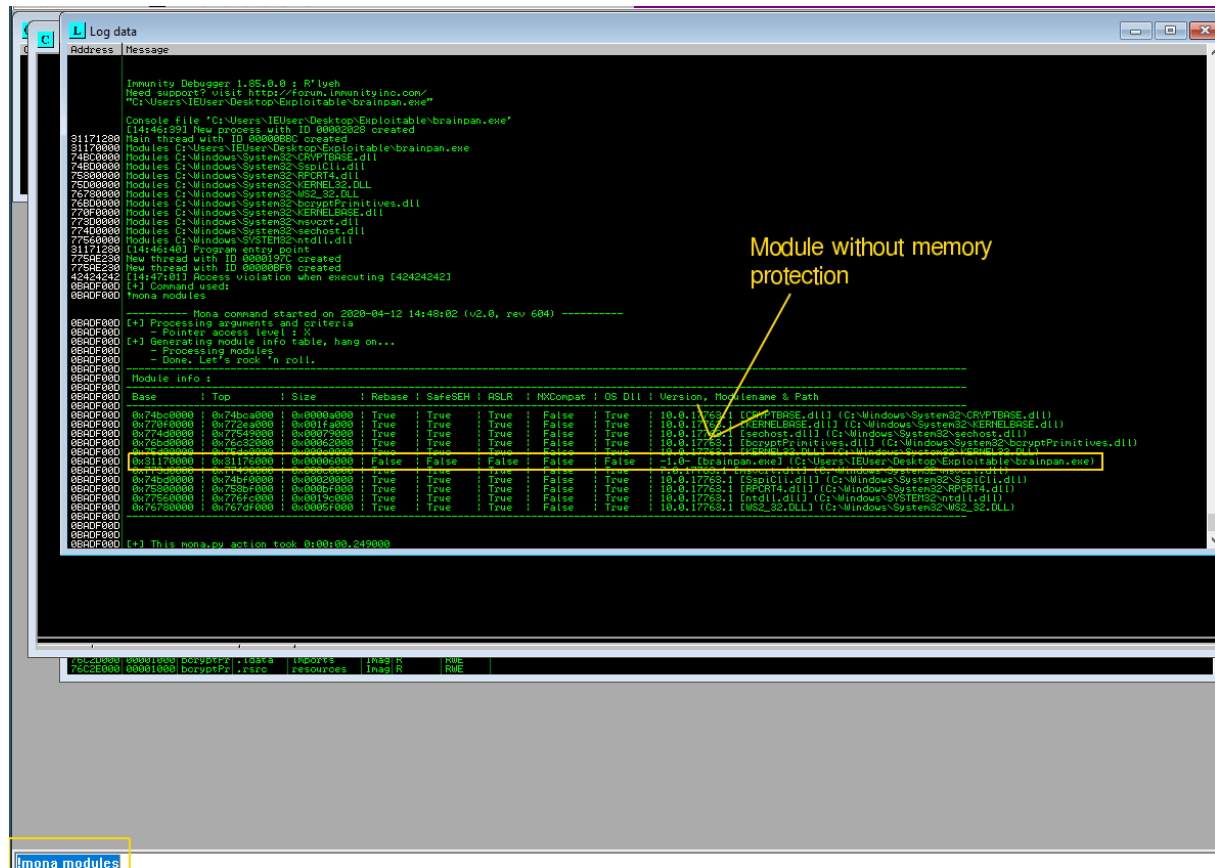 Log data
Address Message
Immunity Debugger 1.85.0.0 : R'lyeh
Need support? visit http://forum.immunityinc.com/
"C:\Users\IEUser\Desktop\Exploitable\brainpan.exe"
Console file 'C:\Users\IEUser\Desktop\Exploitable\brainpan.exe'
[14:46:39] New process with ID 00002028 created
31171280 Main thread with ID 00000BBC created
31170000 Modules C:\Users\IEUser\Desktop\Exploitable\brainpan.exe
74BC0000 Modules C:\Windows\System32\CRYPTBASE.dll
74BD0000 Modules C:\Windows\System32\SspiCli.dll
75800000 Modules C:\Windows\System32\RPCRT4.dll
75D00000 Modules C:\Windows\System32\KERNEL32.DLL
76780000 Modules C:\Windows\System32\WS2_32.DLL
76BD0000 Modules C:\Windows\System32\bcryptPrimitives.dll
770F0000 Modules C:\Windows\System32\KERNELBASE.dll
773D0000 Modules C:\Windows\System32\msvcrt.dll
774D0000 Modules C:\Windows\System32\sechost.dll
77560000 Modules C:\Windows\SYSTEM32\ntdll.dll
31171280 [14:46:40] Program entry point
775AE230 New thread with ID 0000197C created
775AE230 New thread with ID 00000BF0 created
42424242 [14:47:01] Access violation when executing [42424242]
0BADF00D [+] Command used:
0BADF00D !mona modules
Module without memory
protection
---------- Mona command started on 2020-04-12 14:48:02 (v2.0, rev 604) ----------
0BADF00D [+] Processing arguments and criteria
0BADF00D - Pointer access level : X
0BADF00D [+] Generating module info table, hang on...
0BADF00D - Processing modules
0BADF00D - Done. Let's rock 'n roll.
0BADF00D
0BADF00D Module info :
0BADF00D
0BADF00D Base | Top | Size | Rebase | SafeSEH | ASLR | NXCompat | OS Dll | Version, Modulename & Path
0BADF00D
0BADF00D 0x74bc0000 | 0x74bca000 | 0x0000a000 | True | True | True | False | True | 10.0.17763.1 [CRYPTBASE.dll] (C:\Windows\System32\CRYPTBASE.dll)
0BADF00D 0x770f0000 | 0x772ea000 | 0x001fa000 | True | True | True | False | True | 10.0.17763.1 [KERNELBASE.dll] (C:\Windows\System32\KERNELBASE.dll)
0BADF00D 0x774d0000 | 0x77549000 | 0x00079000 | True | True | True | False | True | 10.0.17763.1 [sechost.dll] (C:\Windows\System32\sechost.dll)
0BADF00D 0x76bd0000 | 0x76c32000 | 0x00062000 | True | True | True | False | True | 10.0.17763.1 [bcryptPrimitives.dll] (C:\Windows\System32\bcryptPrimitives.dll)
0BADF00D 0x31170000 | 0x31176000 | 0x00006000 | False | False | False | False | False | -1.0- [brainpan.exe] (C:\Users\IEUser\Desktop\Exploitable\brainpan.exe)
0BADF00D 0x74bd0000 | 0x74bf0000 | 0x00020000 | True | True | True | False | True | 10.0.17763.1 [SspiCli.dll] (C:\Windows\System32\SspiCli.dll)
0BADF00D 0x75800000 | 0x758bf000 | 0x000bf000 | True | True | True | False | True | 10.0.17763.1 [RPCRT4.dll] (C:\Windows\System32\RPCRT4.dll)
0BADF00D 0x77560000 | 0x776fc000 | 0x0019c000 | True | True | True | False | True | 10.0.17763.1 [ntdll.dll] (C:\Windows\SYSTEM32\ntdll.dll)
0BADF00D 0x76780000 | 0x767df000 | 0x0005f000 | True | True | True | False | True | 10.0.17763.1 [WS2_32.DLL] (C:\Windows\System32\WS2_32.DLL)
0BADF00D
0BADF00D
0BADF00D
0BADF00D [+] This mona.py action took 0:00:00.249000
76C2E000 00001000 bcryptPr .rsrc resources Imag R RWE
!mona modules